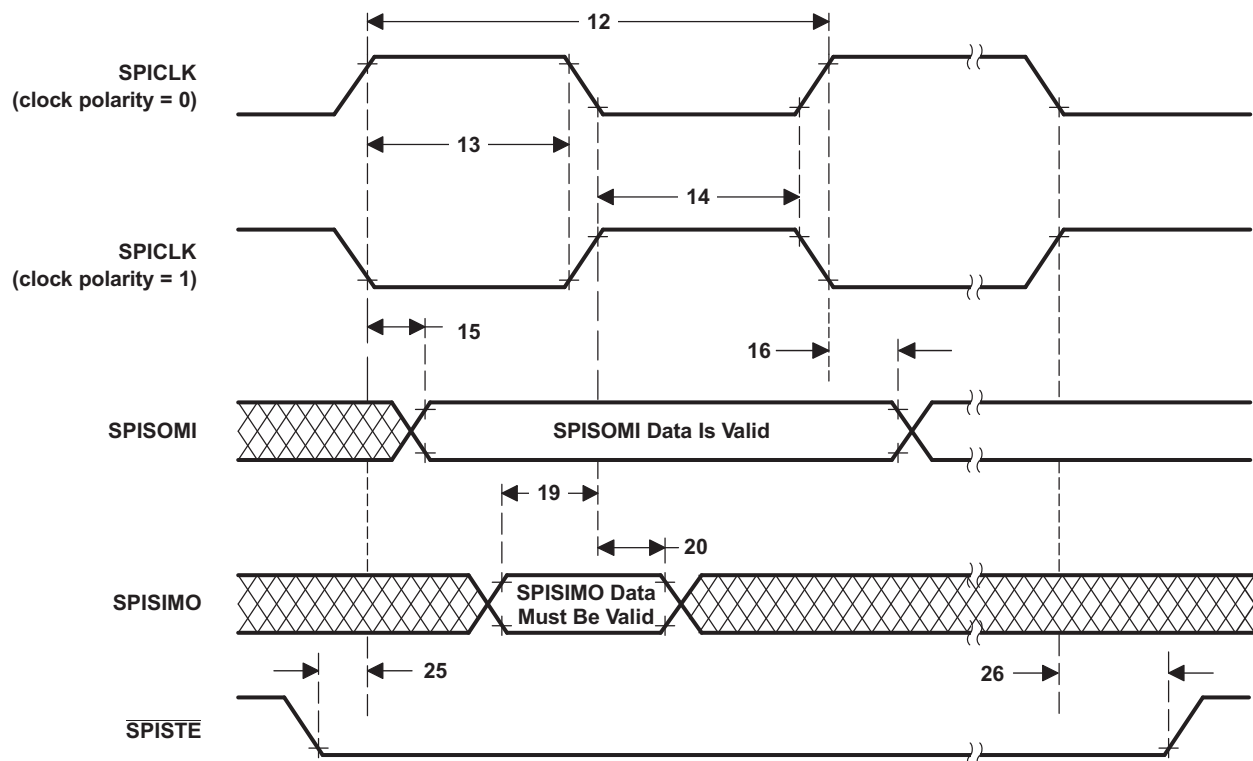 12
SPICLK
(clock polarity = 0)
13
14
SPICLK
(clock polarity = 1)
15
16
SPISOMI
SPISOMI Data Is Valid
19
20
SPISIMO
SPISIMO Data
Must Be Valid
25
26
SPISTE